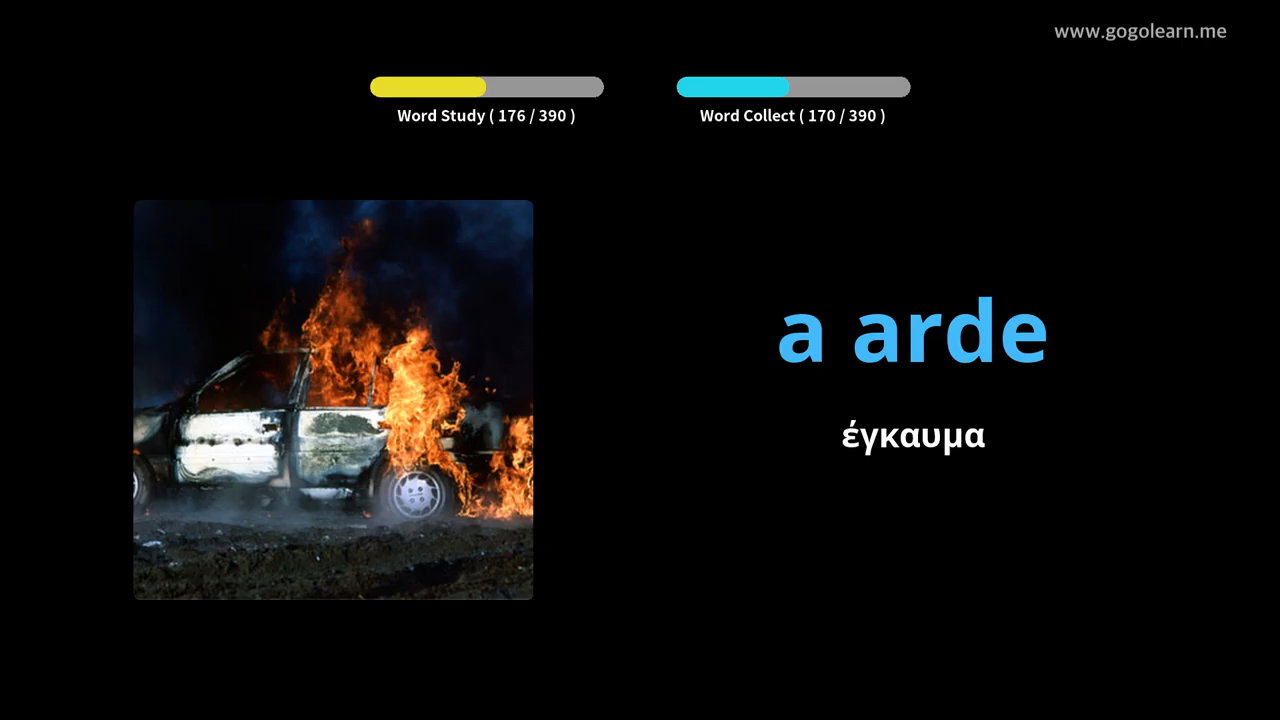 www.gogolearn.me
Word Study ( 176 / 390 )
Word Collect ( 170 / 390 )
a arde
έγκαυμα